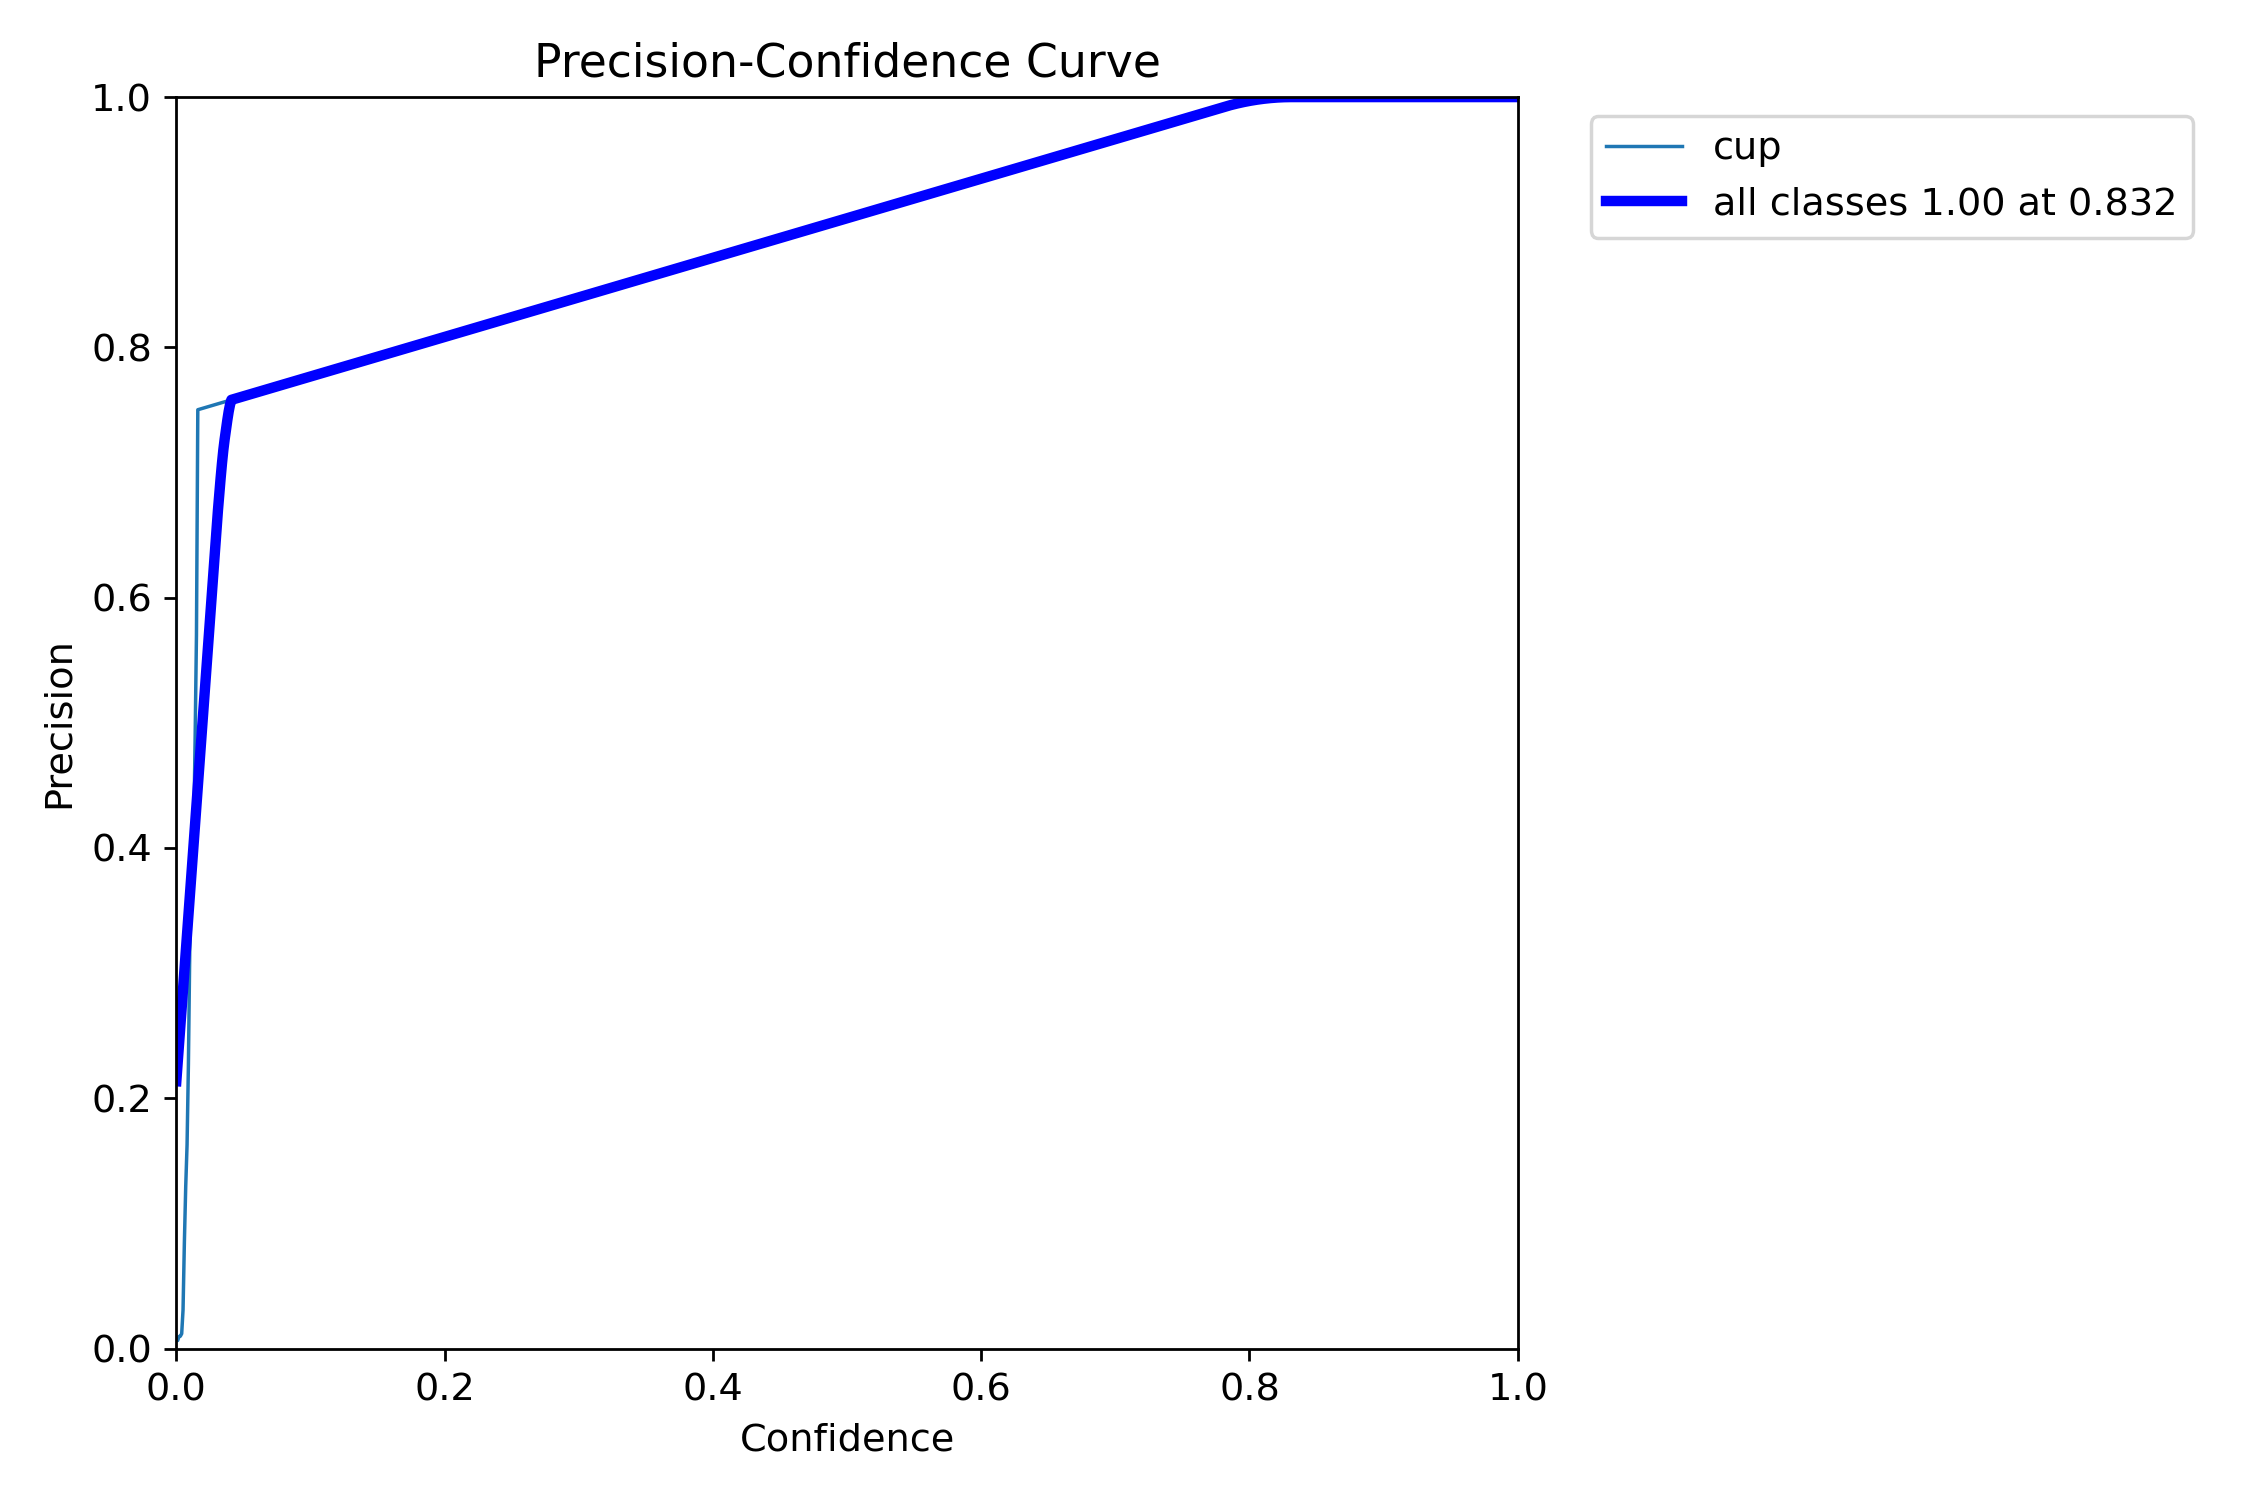 Precision-Confidence Curve
1.0
0.8
0.6
0.4
0.2
0.0
Precision
0.0 0.2 0.4 0.6 0.8 1.0
Confidence
cup
all classes 1.00 at 0.832